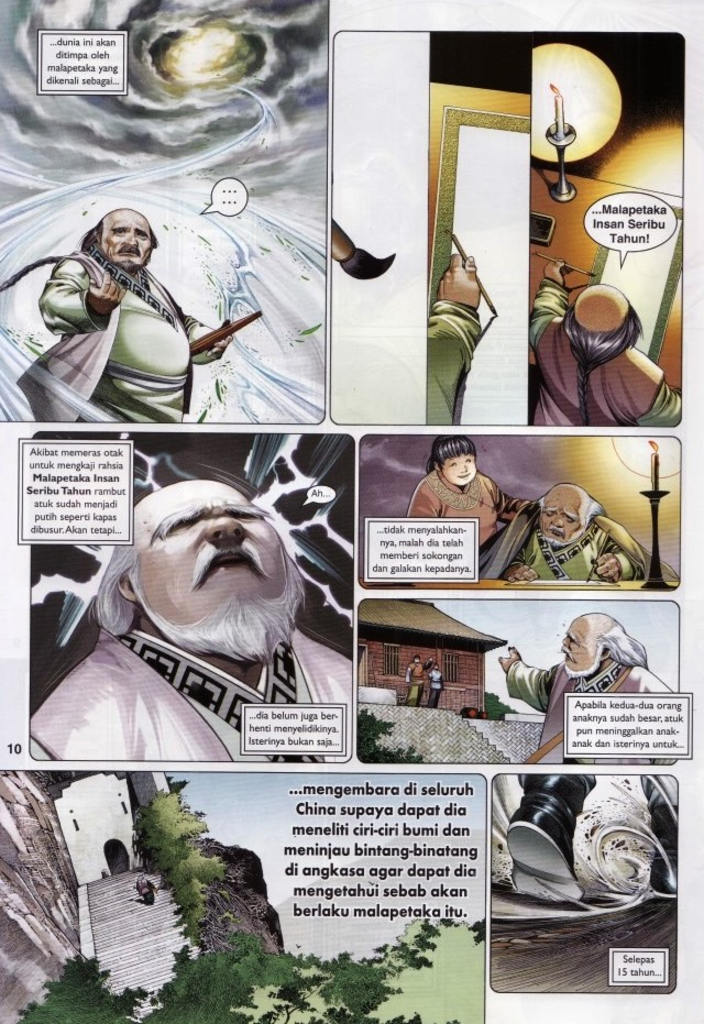 ...dunia ini akan
ditimpa oleh
malapetaka yang
dikenali sebagai...
...
...
...Malapetaka
Insan Seribu
Tahun!
Akibat memeras otak
untuk mengkaji rahsia
Malapetaka Insan
Seribu Tahun rambut
atuk sudah menjadi
putih seperti kapas
dibusur. Akan tetapi...
Ah...
...dia belum juga ber-
henti menyelidikinya.
Isterinya bukan saja...
...tidak menyalahkan-
nya, malah dia telah
memberi sokongan
dan galakan kepadanya.
Apabila kedua-dua orang
anaknya sudah besar, atuk
pun meninggalkan anak-
anak dan isterinya untuk...
10
...mengembara di seluruh
China supaya dapat dia
meneliti ciri-ciri bumi dan
meninjau bintang-binatang
di angkasa agar dapat dia
mengetahui sebab akan
berlaku malapetaka itu.
Selepas
15 tahun...